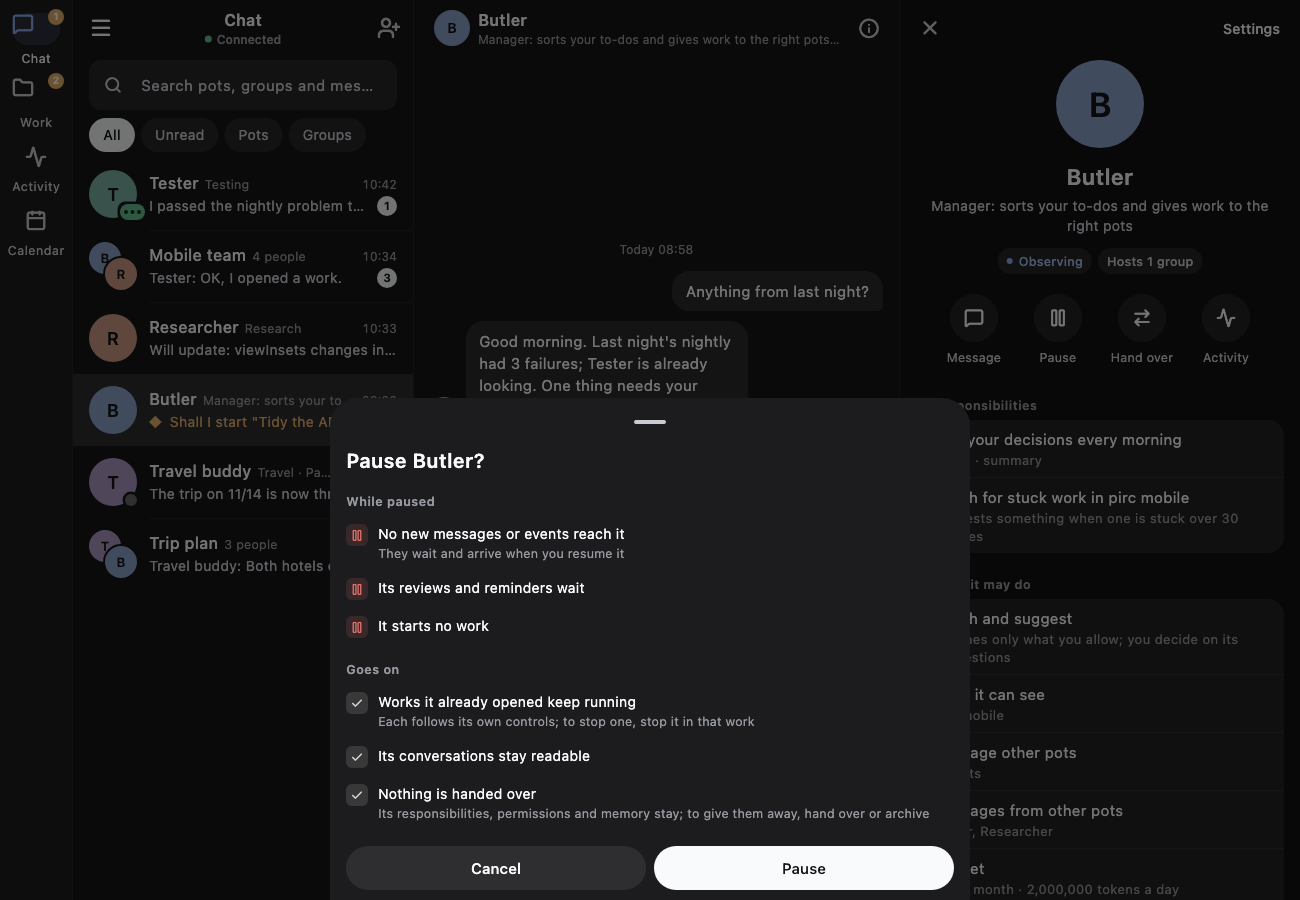 1
Chat
2
Work
Activity
Calendar
Chat
Connected
Search pots, groups and mes...
All
Unread
Pots
Groups
T
Tester Testing 10:42
I passed the nightly problem t... 1
B
R
Mobile team 4 people 10:34
Tester: OK, I opened a work. 3
R
Researcher Research 10:33
Will update: viewInsets changes in...
B
Butler Manager: sorts your to
Shall I start "Tidy the
T
Travel buddy Travel · Pa...
The trip on 11/14 is now
T
B
Trip plan 3 people
Travel buddy: Both hotels
B
Butler
Manager: sorts your to-dos and gives work to the right pots...
Today 08:58
Anything from last night?
Good morning. Last night's nightly
had 3 failures; Tester is already
looking. One thing needs your
Settings
B
Butler
Manager: sorts your to-dos and gives work to the
right pots
Observing
Hosts 1 group
Message
Pause
Hand over
Activity
your decisions every morning
· summary
for stuck work in pirc mobile
something when one is stuck over 30
it may do
and suggest
only what you allow; you decide on its
it can see
other pots
from other pots
Researcher
month · 2,000,000 tokens a day
Pause Butler?
While paused
No new messages or events reach it
They wait and arrive when you resume it
Its reviews and reminders wait
It starts no work
Goes on
Works it already opened keep running
Each follows its own controls; to stop one, stop it in that work
Its conversations stay readable
Nothing is handed over
Its responsibilities, permissions and memory stay; to give them away, hand over or archive
Cancel
Pause